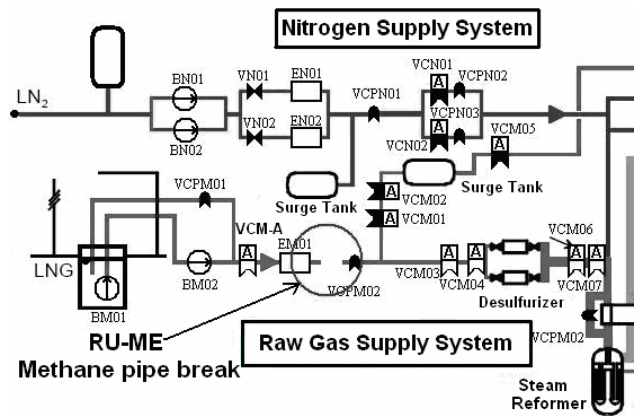 Nitrogen Supply System
LN2
BN01
BN02
VN01
VN02
EN01
EN02
VCPN01
VCN01
A
VCPN02
VCPN03
A
VCN02
VCM05
A
Surge Tank
Surge Tank
A
VCM02
A
VCM01
VCPM01
VCM-A
A
EM01
LNG
BM01
BM02
VCPM02
VCM03
A
A
VCM04
Desulfurizer
VCM06
A
A
VCM07
VCPM02
RU-ME
Methane pipe break
Raw Gas Supply System
Steam
Reformer